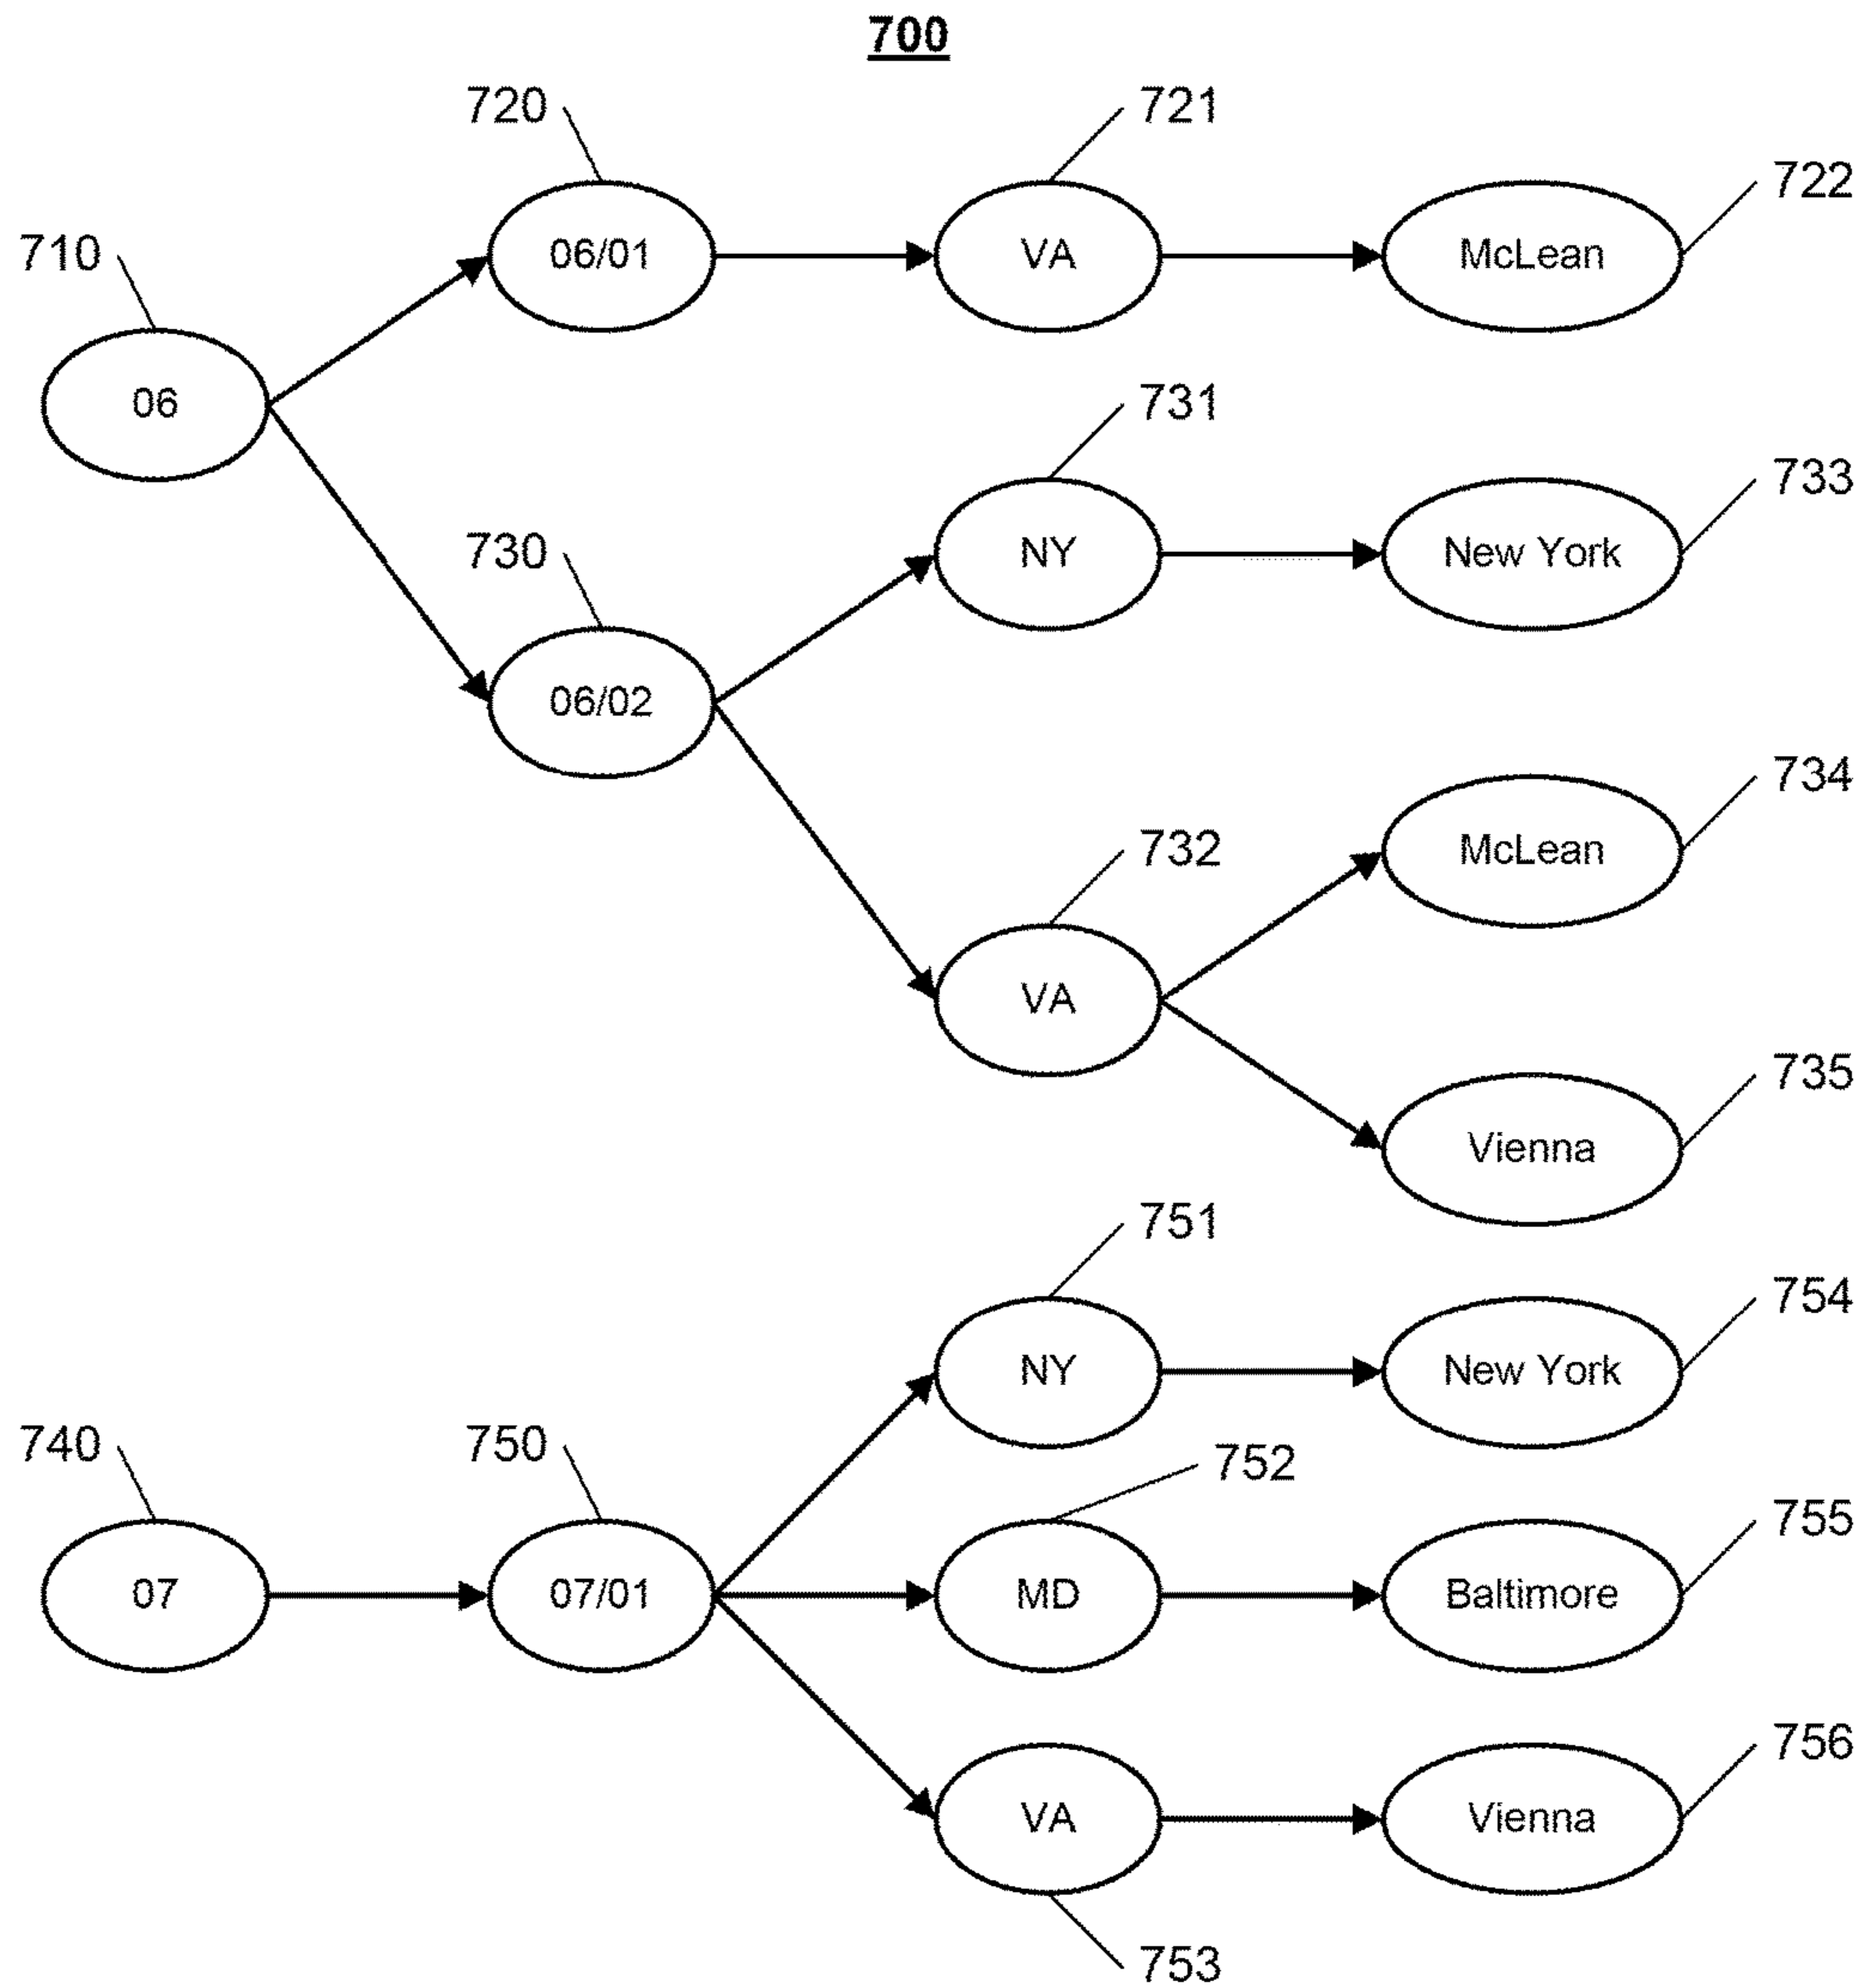 700
720
721
722
710
06/01
VA
McLean
06
731
733
730
NY
New York
06/02
734
732
McLean
VA
735
Vienna
751
754
NY
New York
740
750
752
755
07
07/01
MD
Baltimore
756
VA
Vienna
753